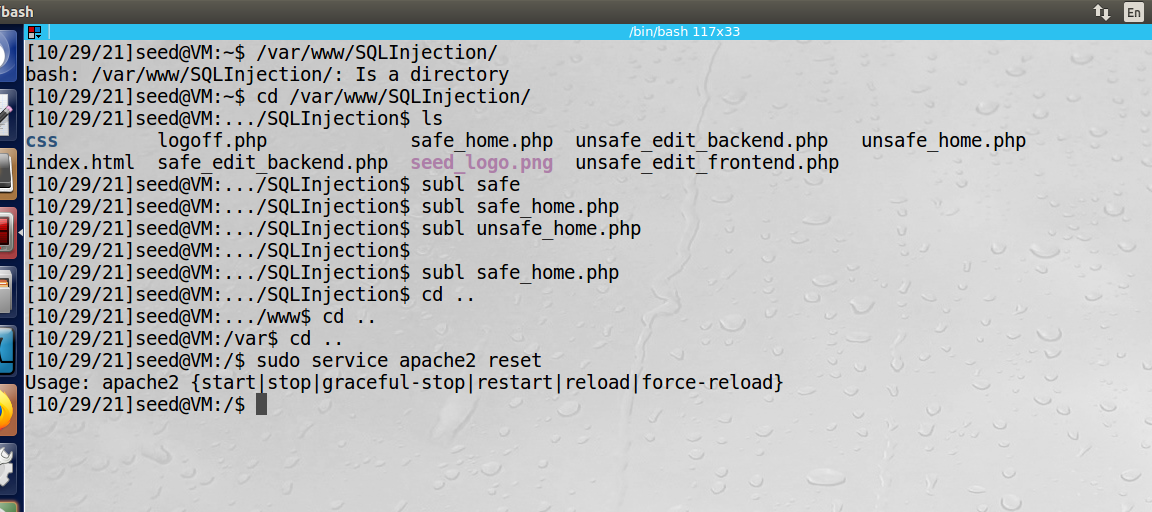 bash
En
/bin/bash 117x33
[10/29/21]seed@VM:~$ /var/www/SQLInjection/
bash: /var/www/SQLInjection/: Is a directory
[10/29/21]seed@VM:~$ cd /var/www/SQLInjection/
[10/29/21]seed@VM:.../SQLInjection$ ls
css logoff.php safe_home.php unsafe_edit_backend.php unsafe_home.php
index.html safe_edit_backend.php seed_logo.png unsafe_edit_frontend.php
[10/29/21]seed@VM:.../SQLInjection$ subl safe
[10/29/21]seed@VM:.../SQLInjection$ subl safe_home.php
[10/29/21]seed@VM:.../SQLInjection$ subl unsafe_home.php
[10/29/21]seed@VM:.../SQLInjection$
[10/29/21]seed@VM:.../SQLInjection$ subl safe_home.php
[10/29/21]seed@VM:.../SQLInjection$ cd ..
[10/29/21]seed@VM:.../www$ cd ..
[10/29/21]seed@VM:/var$ cd ..
[10/29/21]seed@VM:/$ sudo service apache2 reset
Usage: apache2 {start|stop|graceful-stop|restart|reload|force-reload}
[10/29/21]seed@VM:/$